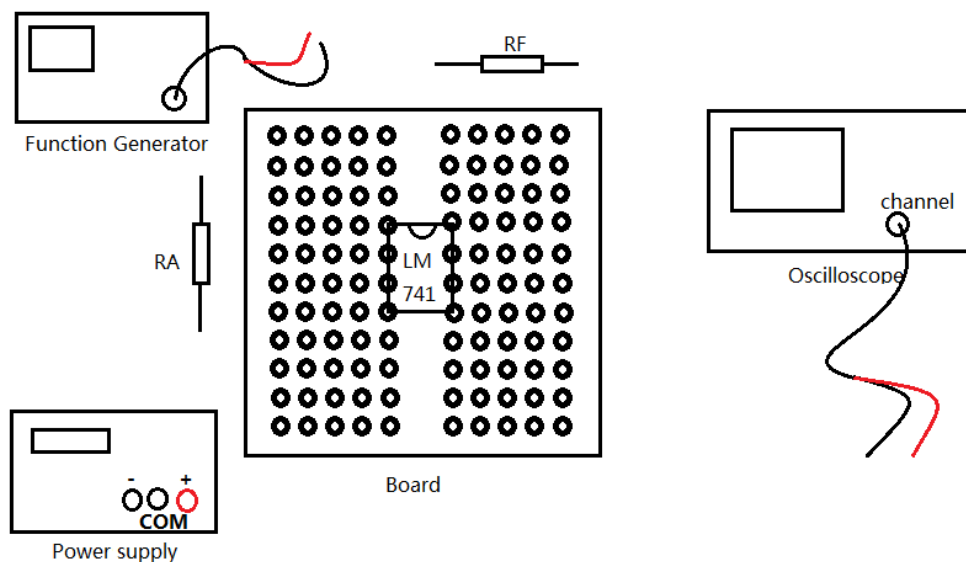 RF
Function Generator
channel
RA
LM
741
Oscilloscope
- +
COM
Board
Power supply